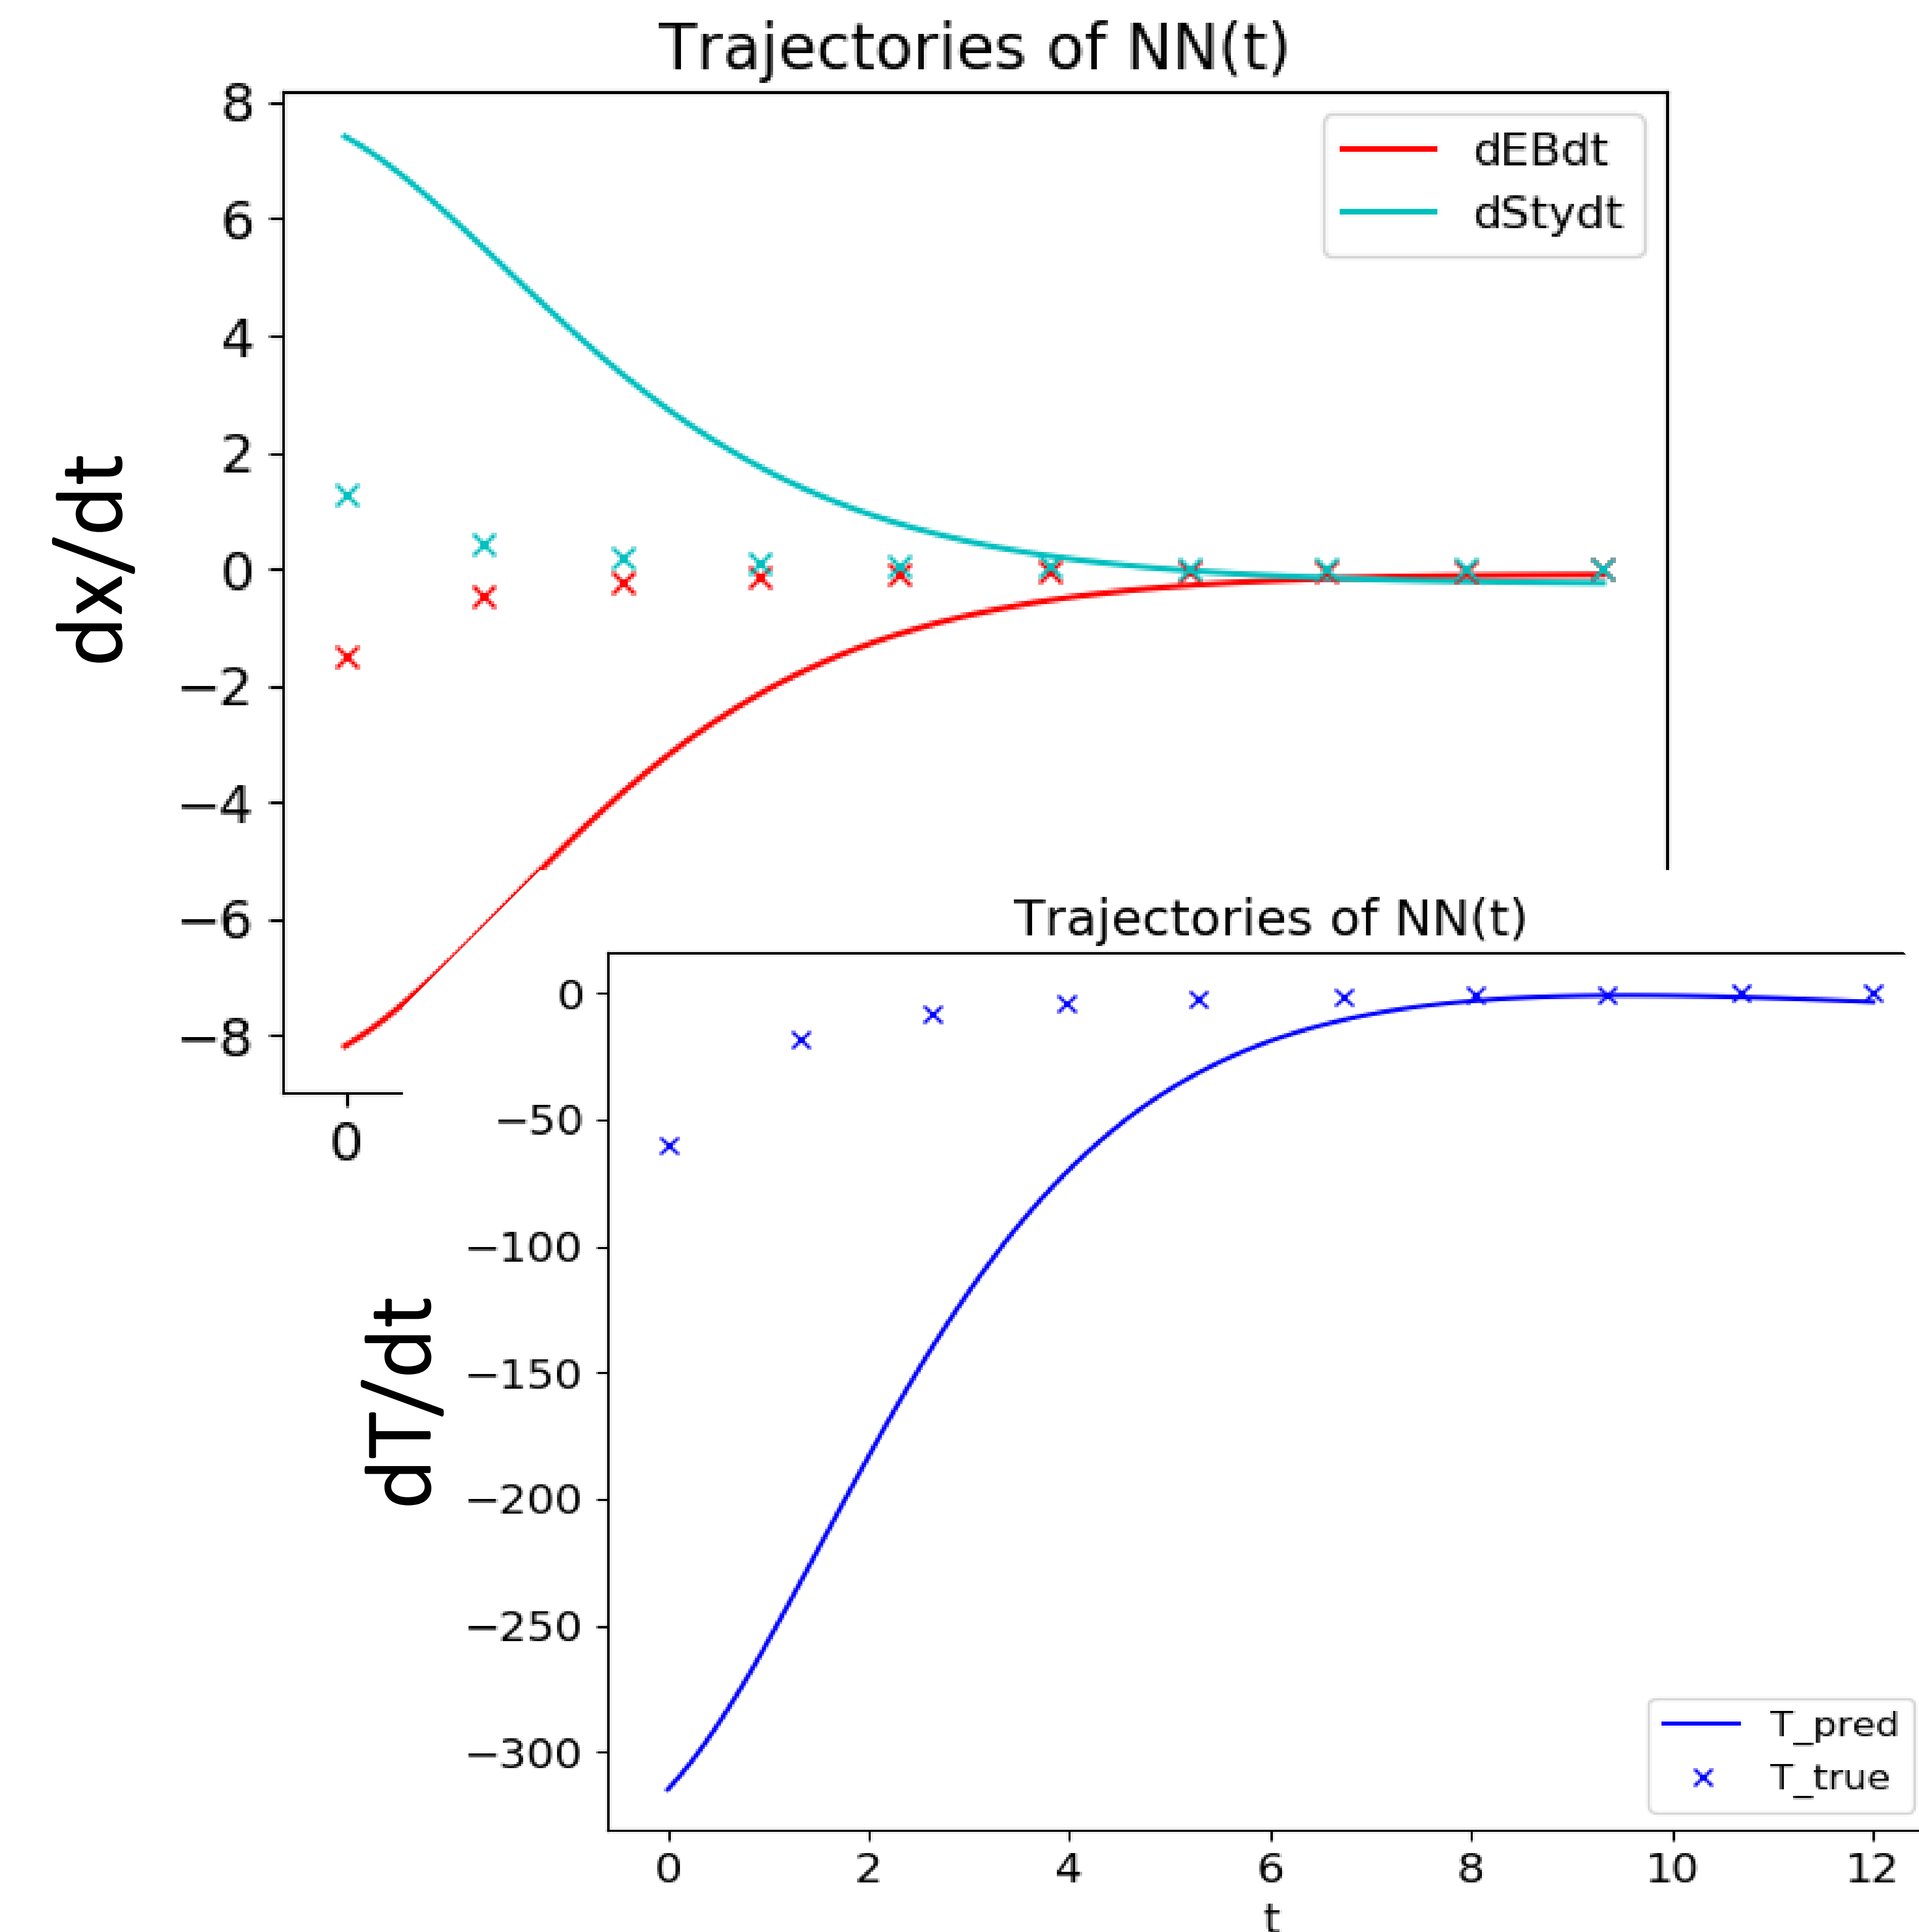 Trajectories of NN(t)
8
6
4
2
0
−2
−4
−6
−8
dx/dt
dEBdt
dStydt
0
Trajectories of NN(t)
0
−50
−100
−150
−200
−250
−300
dT/dt
T_pred
T_true
0 2 4 6 8 10 12
t